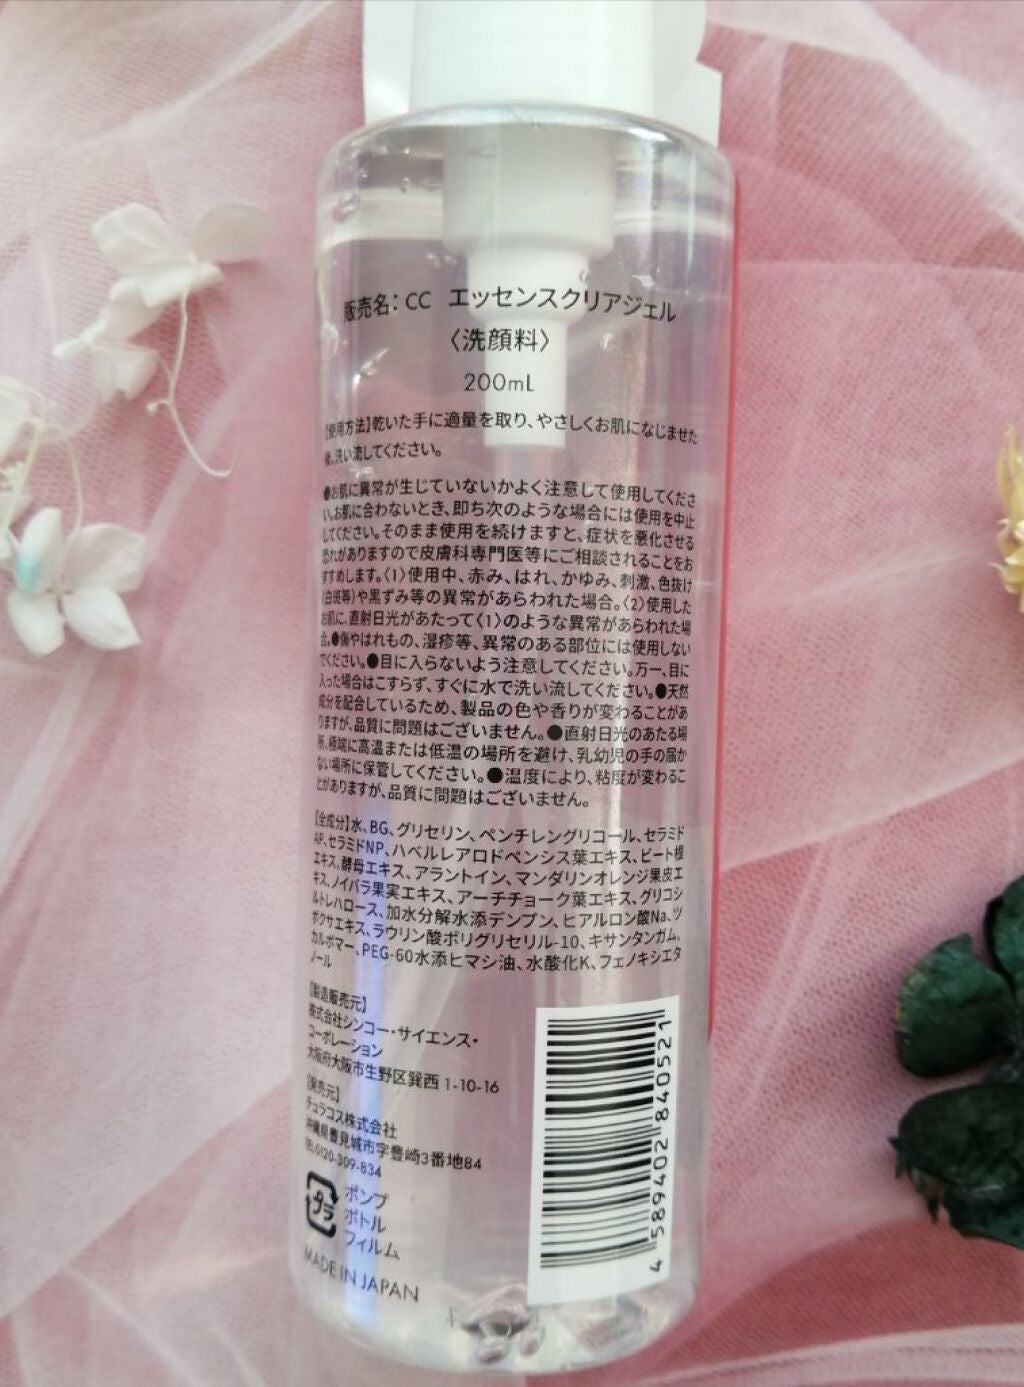 販売名：CC エッセンスクリアジェル
〈洗顔料〉
200mL
【使用方法】乾いた手に適量を取り、やさしくお肌になじませた
後、洗い流してください。
●お肌に異常が生じていないかよく注意して使用してくださ
い。お肌に合わないとき、即ち次のような場合には使用を中止
してください。そのまま使用を続けますと、症状を悪化させる
恐れがありますので皮膚科専門医等にご相談されることをお
すすめします。〈1〉使用中、赤み、はれ、かゆみ、刺激、色抜け
（白斑等）や黒ずみ等の異常があらわれた場合。〈2〉使用した
お肌に、直射日光があたって〈1〉のような異常があらわれた場
合。●傷やはれもの、湿疹等、異常のある部位には使用しない
でください。●目に入らないよう注意してください。万一、目に
入った場合はこすらず、すぐに水で洗い流してください。●天然
成分を配合しているため、製品の色や香りが変わることがあ
りますが、品質に問題はございません。●直射日光のあたる場
所、極端に高温または低温の場所を避け、乳幼児の手の届か
ない場所に保管してください。●温度により、粘度が変わるこ
とがありますが、品質に問題はございません。
【全成分】水、BG、グリセリン、ペンチレングリコール、セラミド
AP、セラミドNP、ハベルレアロドペンシス葉エキス、ビート根
エキス、酵母エキス、アラントイン、マンダリンオレンジ果皮エ
キス、ノイバラ果実エキス、アーチチョーク葉エキス、グリコシ
ルトレハロース、加水分解水添デンプン、ヒアルロン酸Na、ツ
ボクサエキス、ラウリン酸ポリグリセリル-10、キサンタンガム、
カルボマー、PEG-60水添ヒマシ油、水酸化K、フェノキシエタ
ノール
【製造販売元】
株式会社シンコー・サイエンス・
コーポレーション
大阪府大阪市生野区巽西 1-10-16
【発売元】
チュラコス株式会社
沖縄県豊見城市字豊崎3番地84
TEL 0120-309-834
プラ
ポンプ
ボトル
フィルム
MADE IN JAPAN
4 589402 840521